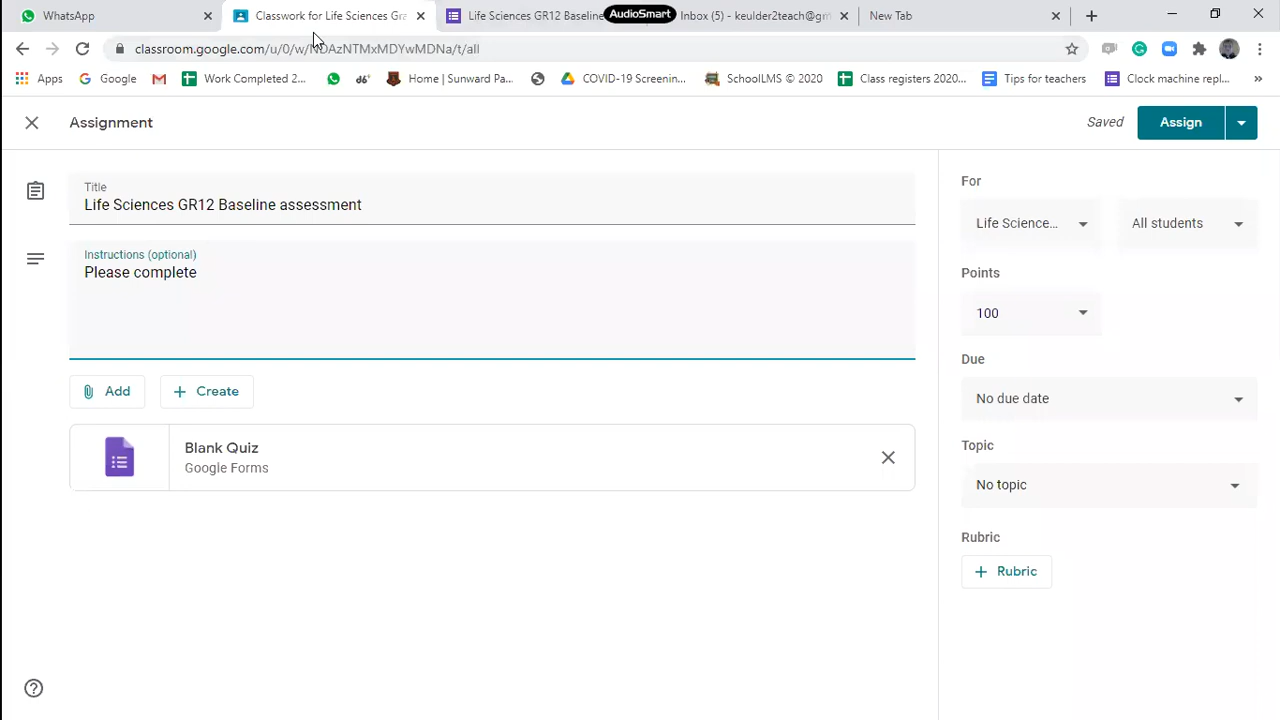 WhatsApp
Classwork for Life Sciences Gra
Life Sciences GR12 Baseline
AudioSmart
Inbox (5) - keulder2teach@gm
New Tab
classroom.google.com/u/0/w/MDAzNTMxMDYwMDNa/t/all
Apps
Google
Work Completed 2...
Home | Sunward Pa...
COVID-19 Screenin...
SchoolLMS © 2020
Class registers 2020...
Tips for teachers
Clock machine repl...
»
Assignment
Saved
Assign
Title
Life Sciences GR12 Baseline assessment
Instructions (optional)
Please complete
Add
Create
Blank Quiz
Google Forms
For
Life Science...
All students
Points
100
Due
No due date
Topic
No topic
Rubric
Rubric